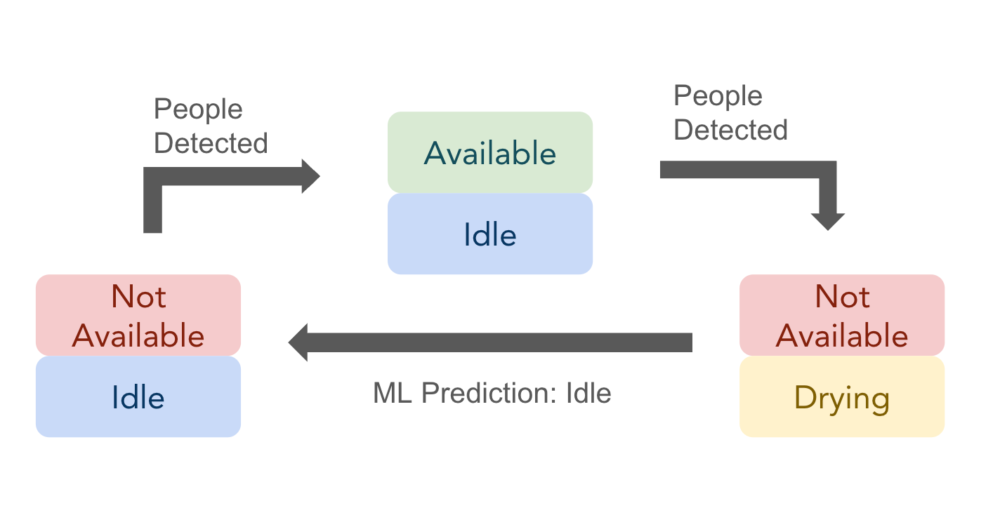 People
Detected
People
Detected
Available
Idle
Not
Available
Idle
Not
Available
Drying
ML Prediction: Idle